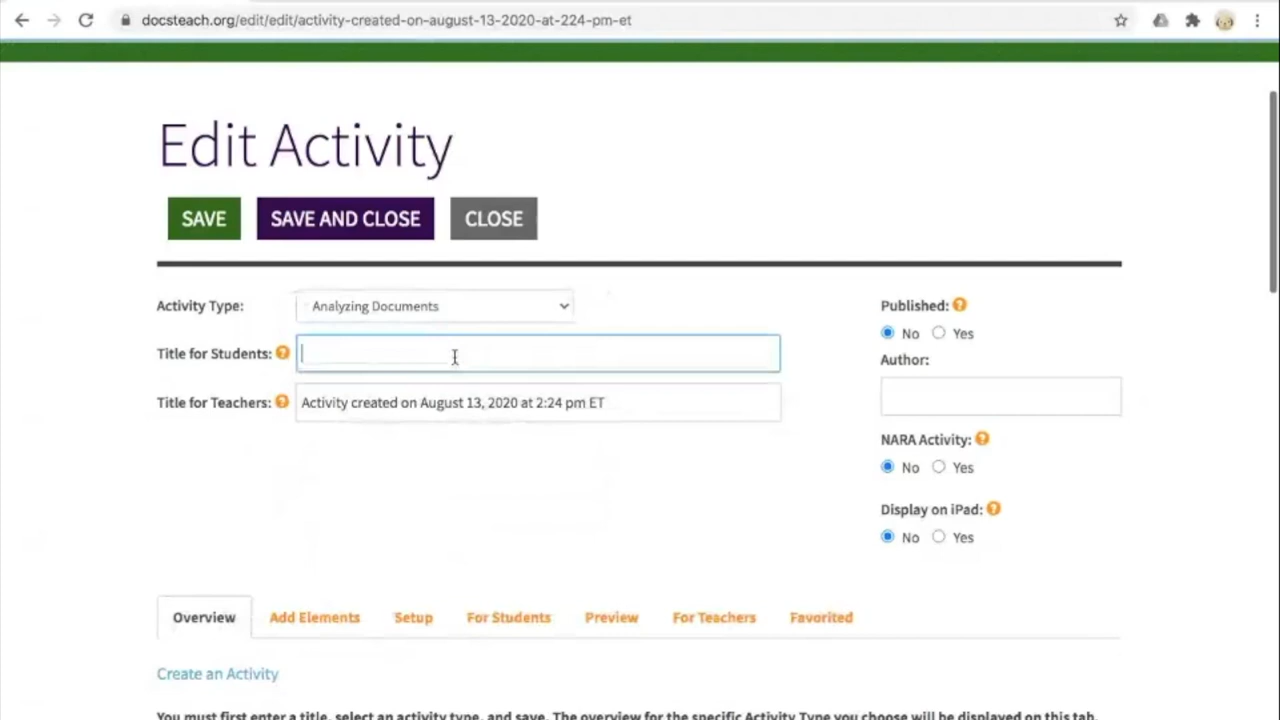 docsteach.org/edit/edit/activity-created-on-august-13-2020-at-224-pm-et
Edit Activity
SAVE SAVE AND CLOSE CLOSE
Activity Type: Analyzing Documents
Title for Students: ?
Title for Teachers: ? Activity created on August 13, 2020 at 2:24 pm ET
Published: ?
No Yes
Author:
NARA Activity: ?
No Yes
Display on iPad: ?
No Yes
Overview Add Elements Setup For Students Preview For Teachers Favorited
Create an Activity
You must first enter a title, select an activity type, and save. The overview for the specific Activity Type you choose will be displayed on this tab.